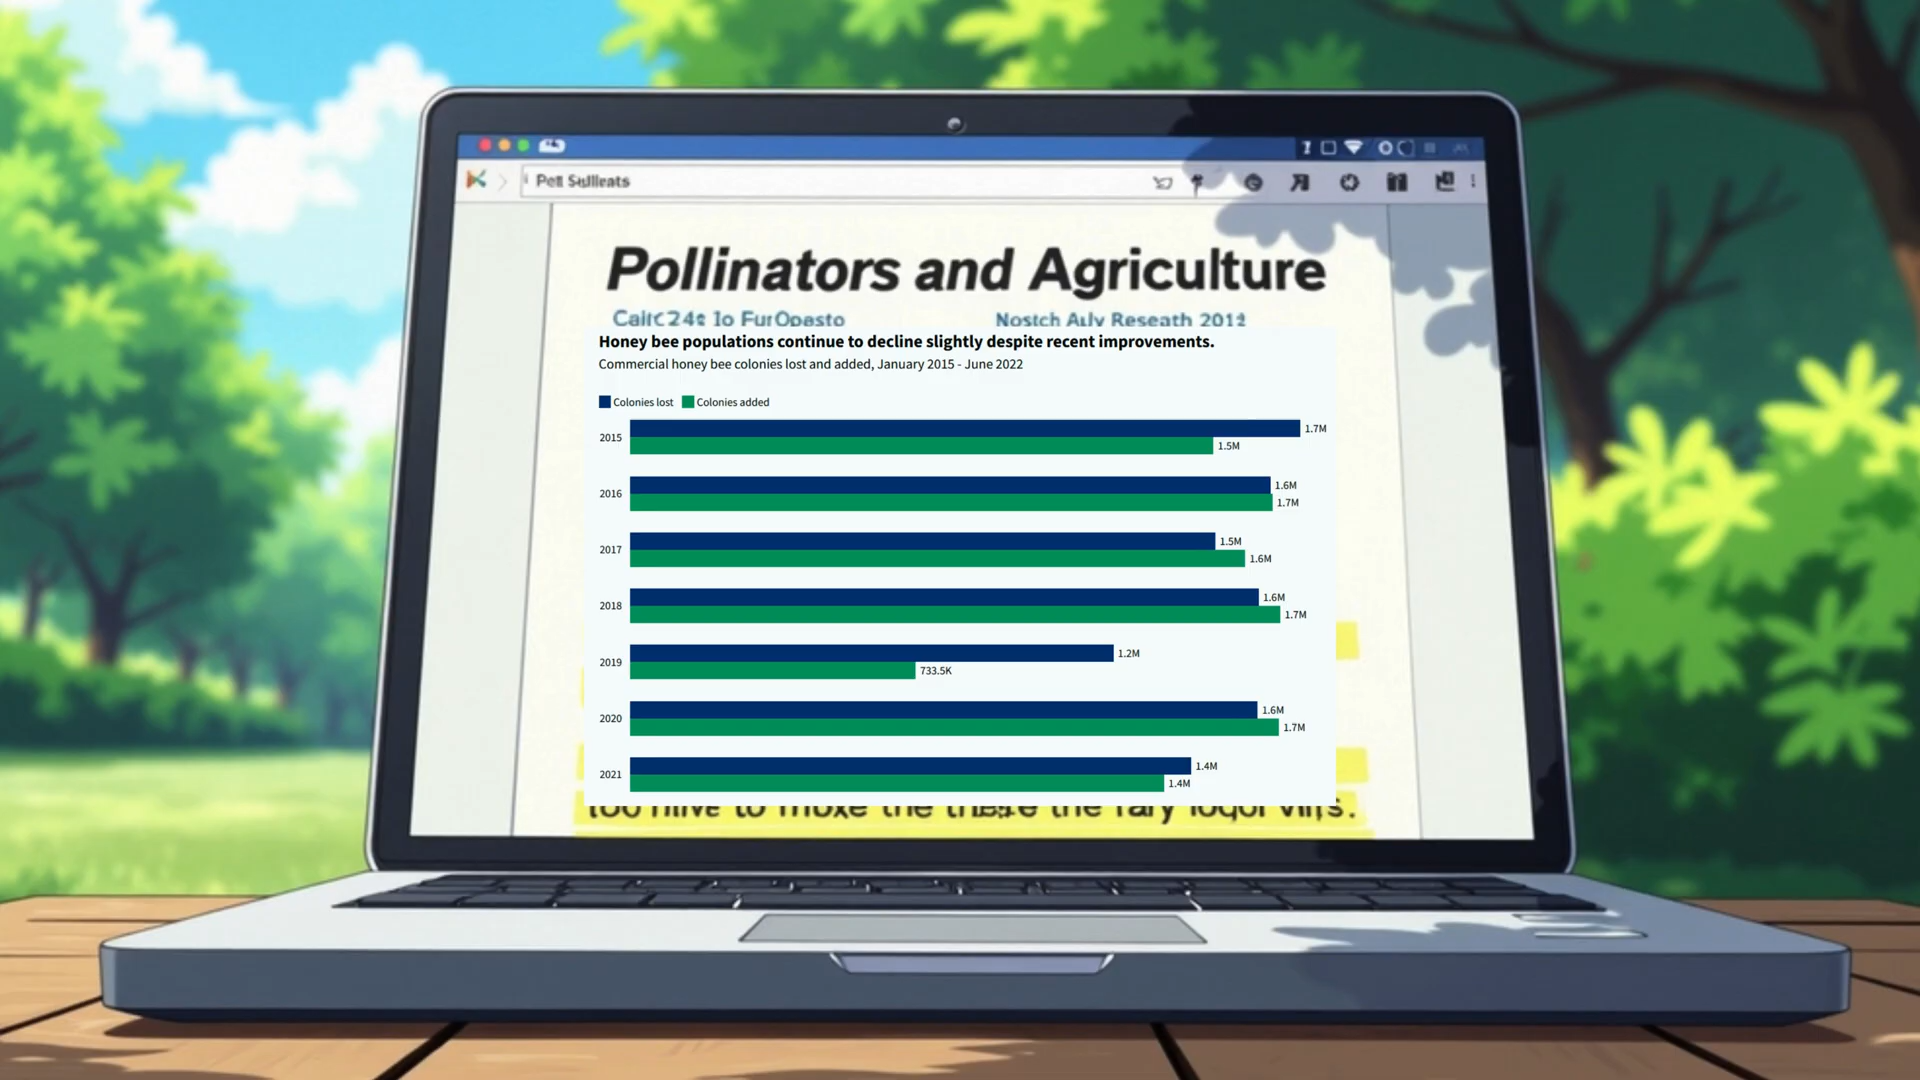 Pollinators and Agriculture
Honey bee populations continue to decline slightly despite recent improvements.
Commercial honey bee colonies lost and added, January 2015 - June 2022
Colonies lost Colonies added
2015 1.7M
1.5M
2016 1.6M
1.7M
2017 1.5M
1.6M
2018 1.6M
1.7M
2019 1.2M
733.5K
2020 1.6M
1.7M
2021 1.4M
1.4M